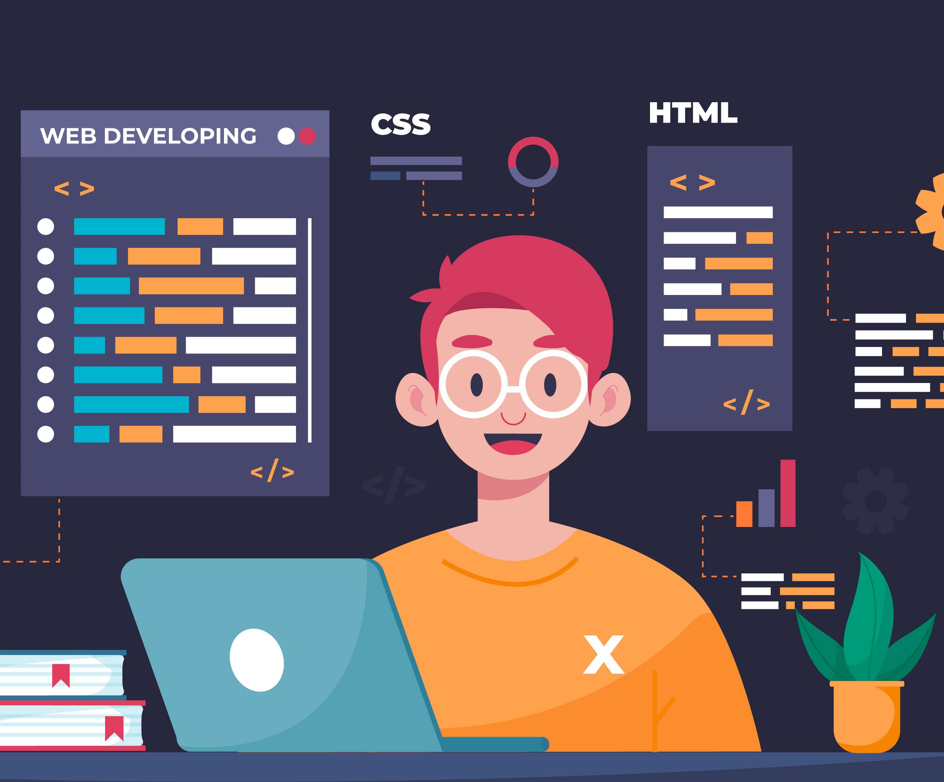 WEB DEVELOPING
< >
</>
CSS
</>
HTML
< >
</>
X